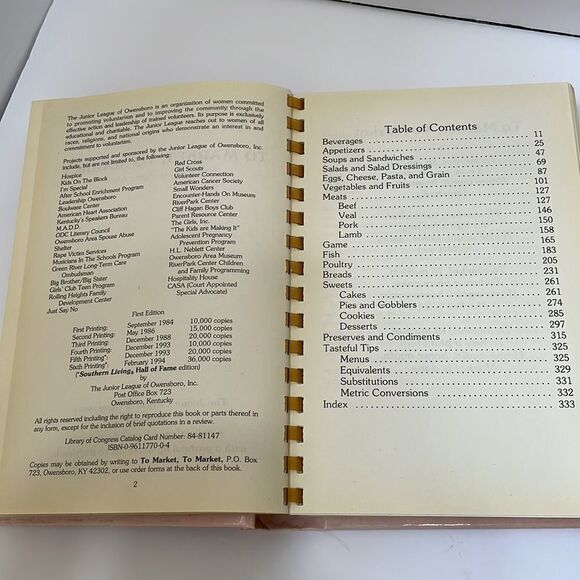 The Junior League of Owensboro is an organization of women committed
to promoting voluntarism and to improving the community through the
effective action and leadership of trained volunteers. Its purpose is exclusively
educational and charitable. The Junior League reaches out to women of all
races, religions, and national origins who demonstrate an interest in and
commitment to voluntarism.
Projects supported and sponsored by the Junior League of Owensboro, Inc.
include, but are not limited to, the following:
Hospice
Kids On The Block
I'm Special
After School Enrichment Program
Leadership Owensboro
Boulware Center
American Heart Association
Kentucky's Speakers Bureau
M.A.D.D.
ODC Literary Council
Owensboro Area Spouse Abuse
Shelter
Rape Victim Services
Musicians In The Schools Program
Green River Long-Term Care
Ombudsman
Big Brother/Big Sister
Girls' Club Teen Program
Rolling Heights Family
Development Center
Just Say No
Red Cross
Girl Scouts
Volunteer Connection
American Cancer Society
Small Wonders
Encounter-Hands On Museum
RiverPark Center
Cliff Hagan Boys Club
Parent Resource Center
The Girls, Inc.
"The Kids are Making It"
Adolescent Pregnancy
Prevention Program
H.L. Neblett Center
Owensboro Area Museum
RiverPark Center Children
and Family Programming
Hospitality House
CASA (Court Appointed
Special Advocate)
First Edition
First Printing: September 1984 10,000 copies
Second Printing: May 1986 15,000 copies
Third Printing: December 1988 20,000 copies
Fourth Printing: December 1993 10,000 copies
Fifth Printing* December 1993 20,000 copies
Sixth Printing* February 1994 36,000 copies
(*Southern Living® Hall of Fame edition)
by
The Junior League of Owensboro, Inc.
Post Office Box 723
Owensboro, Kentucky
All rights reserved including the right to reproduce this book or parts thereof in
any form, except for the inclusion of brief quotations in a review.
Library of Congress Catalog Card Number: 84-81147
ISBN-0-9611770-0-4
Copies may be obtained by writing to To Market, To Market, P.O. Box
723, Owensboro, KY 42302, or use order forms at the back of this book.
2
Table of Contents
Beverages 11
Appetizers 25
Soups and Sandwiches 47
Salads and Salad Dressings 69
Eggs, Cheese, Pasta, and Grain 87
Vegetables and Fruits 101
Meats 127
Beef 127
Veal 146
Pork 150
Lamb 158
Game 165
Fish 183
Poultry 205
Breads 231
Sweets 261
Cakes 261
Pies and Cobblers 274
Cookies 285
Desserts 297
Preserves and Condiments 315
Tasteful Tips 325
Menus 325
Equivalents 329
Substitutions 331
Metric Conversions 332
Index 333